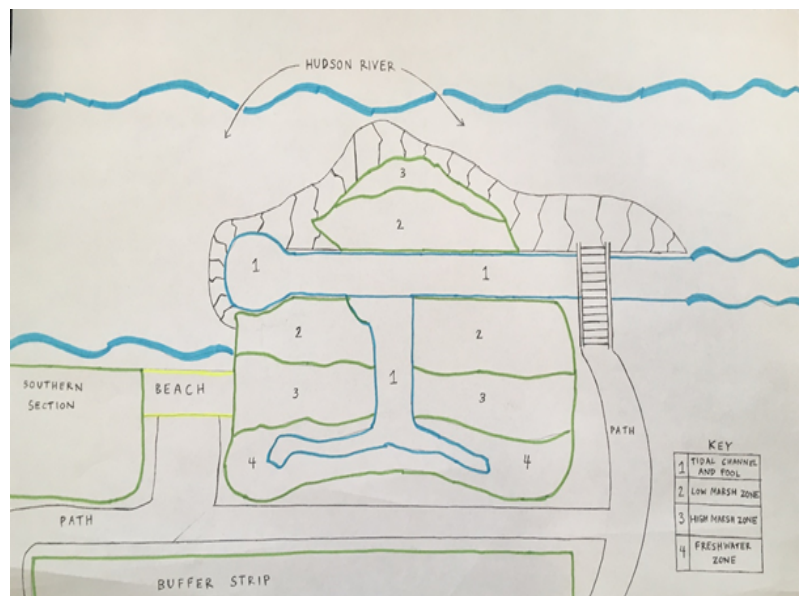 HUDSON RIVER
3
2
1
1
2
2
1
3
3
4
4
SOUTHERN
SECTION
BEACH
PATH
PATH
BUFFER STRIP
KEY
1 TIDAL CHANNEL
AND POOL
2 LOW MARSH ZONE
3 HIGH MARSH ZONE
4 FRESHWATER
ZONE